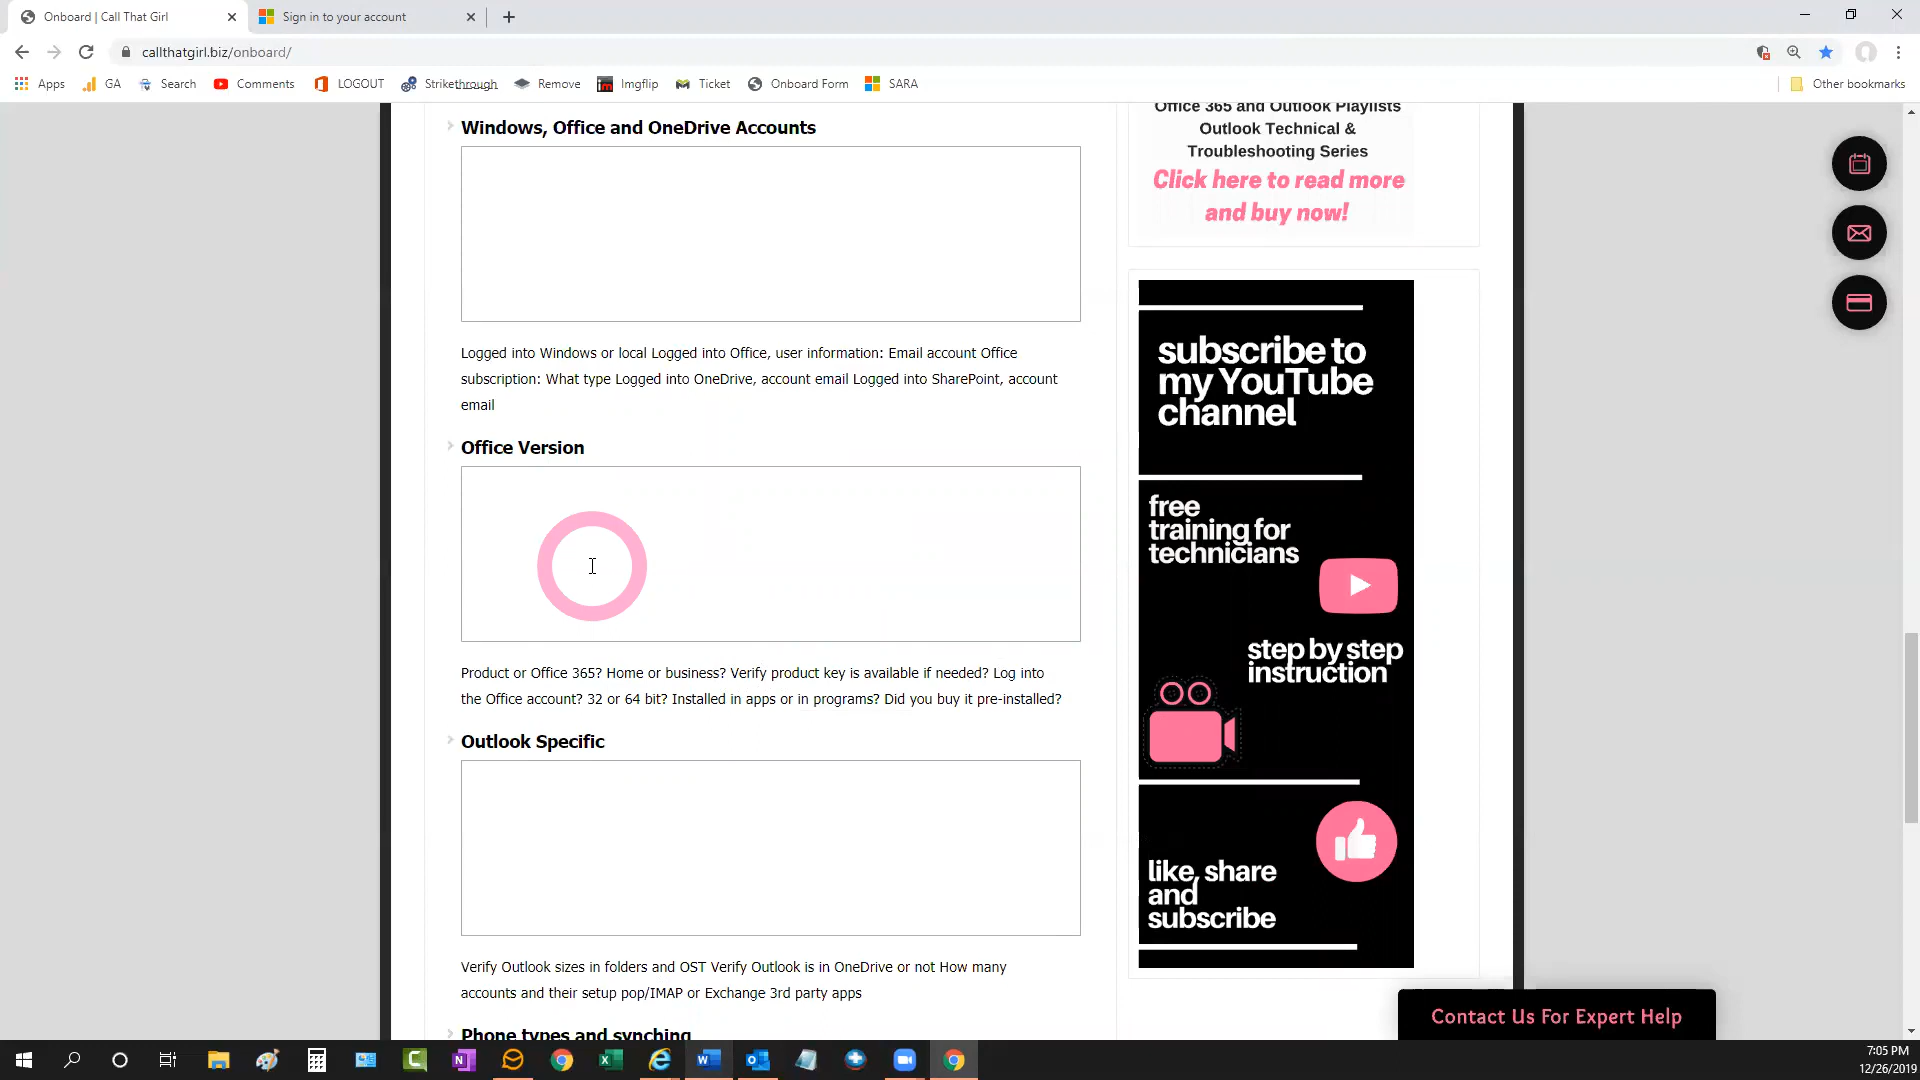 Onboard | Call That Girl
Sign in to your account
callthatgirl.biz/onboard/
Apps
GA
Search
Comments
LOGOUT
Strikethrough
Remove
Imgflip
Ticket
Onboard Form
SARA
Other bookmarks
Windows, Office and OneDrive Accounts
Logged into Windows or local Logged into Office, user information: Email account Office
subscription: What type Logged into OneDrive, account email Logged into SharePoint, account
email
Office Version
Product or Office 365? Home or business? Verify product key is available if needed? Log into
the Office account? 32 or 64 bit? Installed in apps or in programs? Did you buy it pre-installed?
Outlook Specific
Verify Outlook sizes in folders and OST Verify Outlook is in OneDrive or not How many
accounts and their setup pop/IMAP or Exchange 3rd party apps
Phone types and synching
Office 365 and Outlook Playlists
Outlook Technical &
Troubleshooting Series
Click here to read more
and buy now!
subscribe to
my YouTube
channel
free
training for
technicians
step by step
instruction
like, share
and
subscribe
Contact Us For Expert Help
7:05 PM
12/26/2019